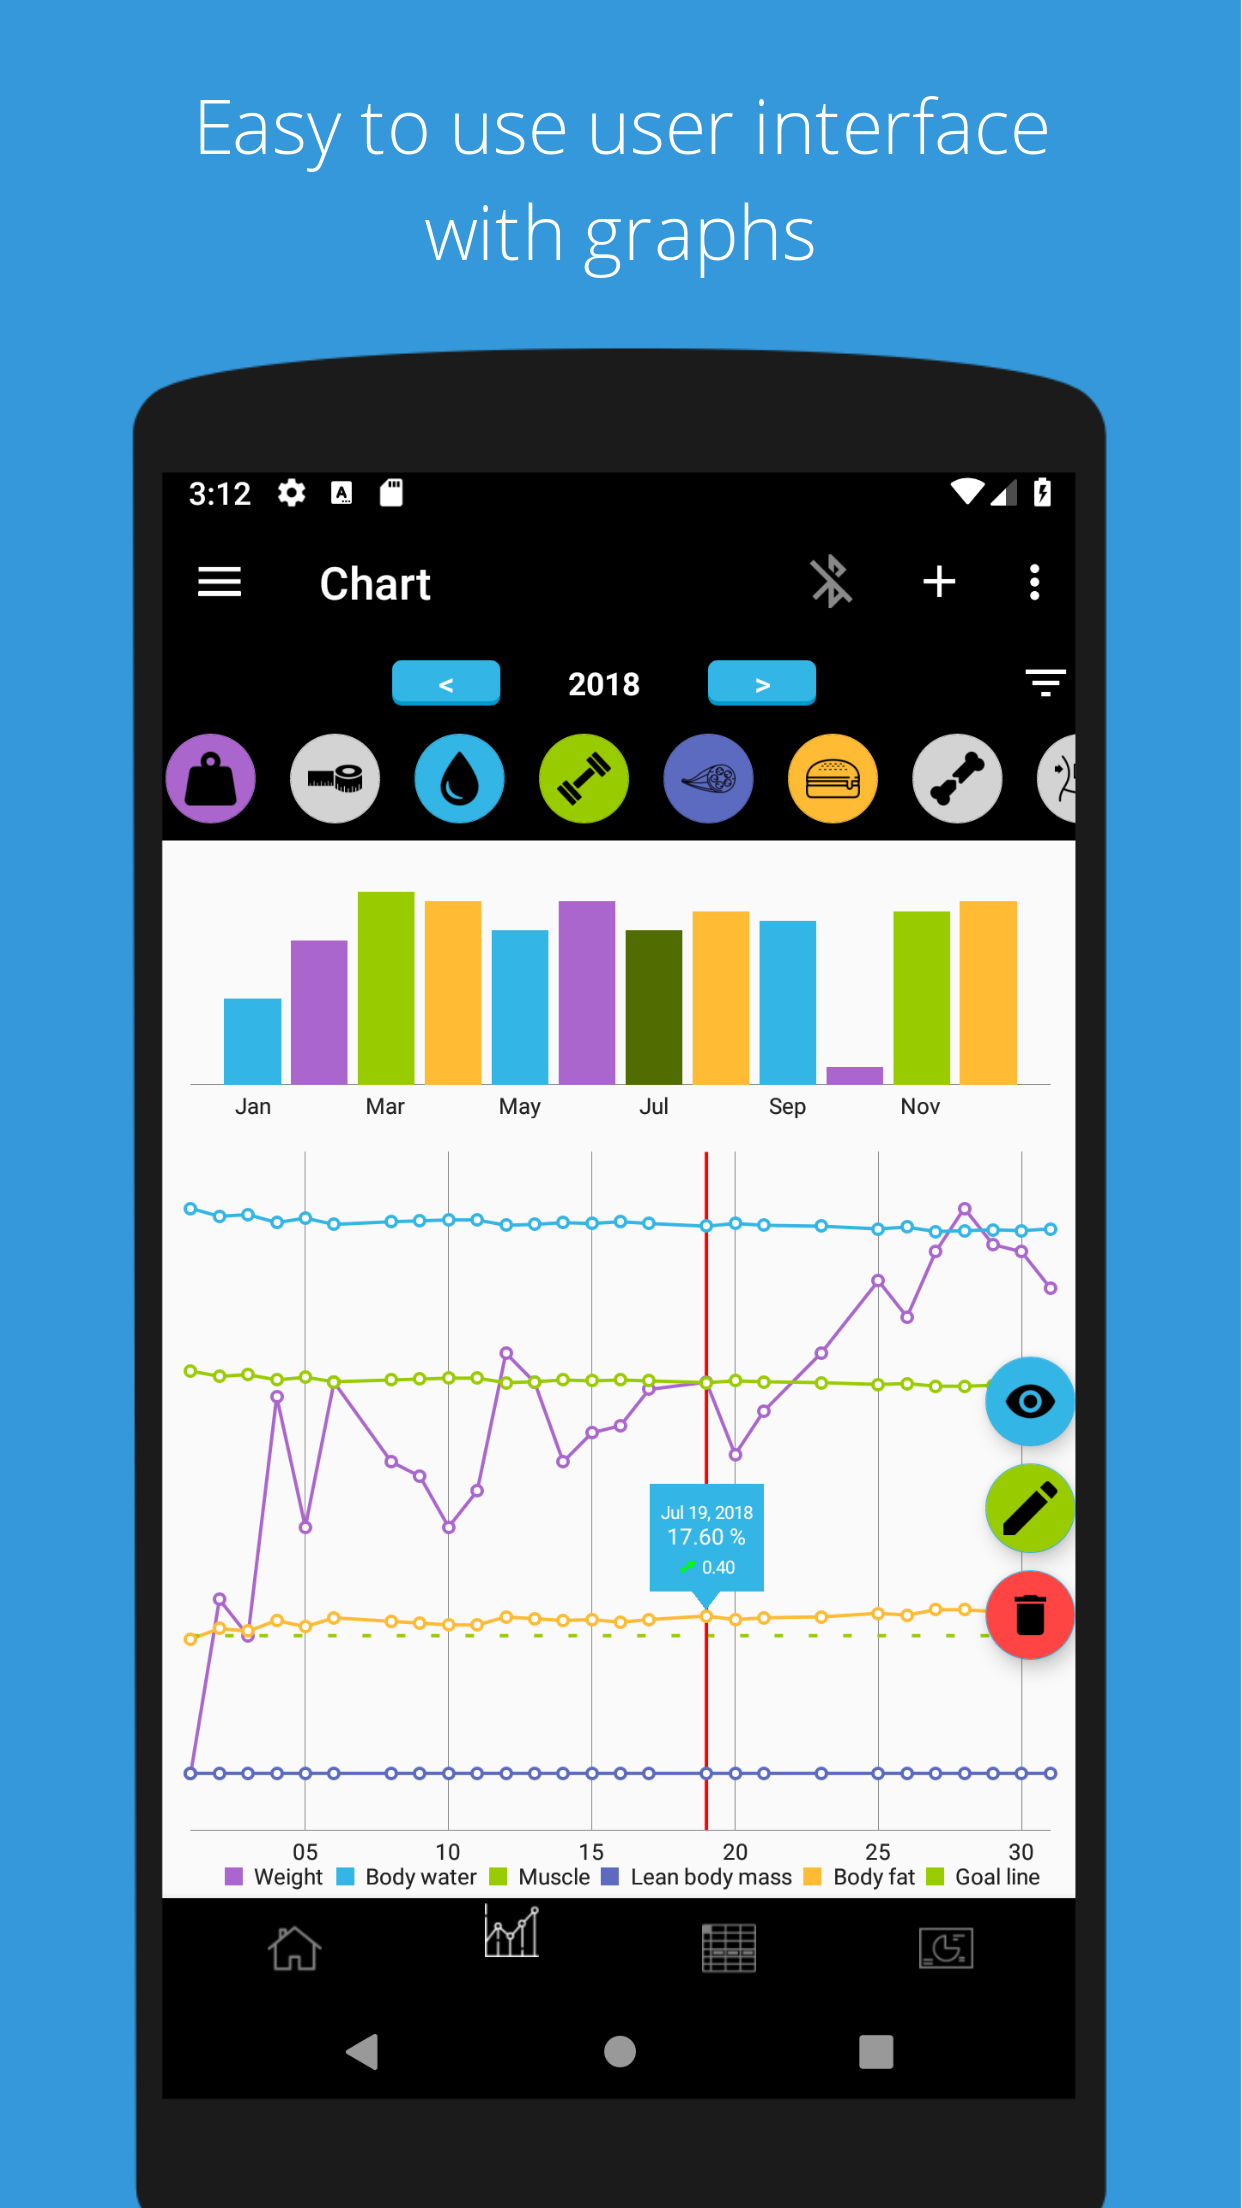 Easy to use user interface
with graphs
3:12
A
Chart
< 2018 >
Jan Mar May Jul Sep Nov
Jul 19, 2018
17.60 %
0.40
05 10 15 20 25 30
Weight Body water Muscle Lean body mass Body fat Goal line